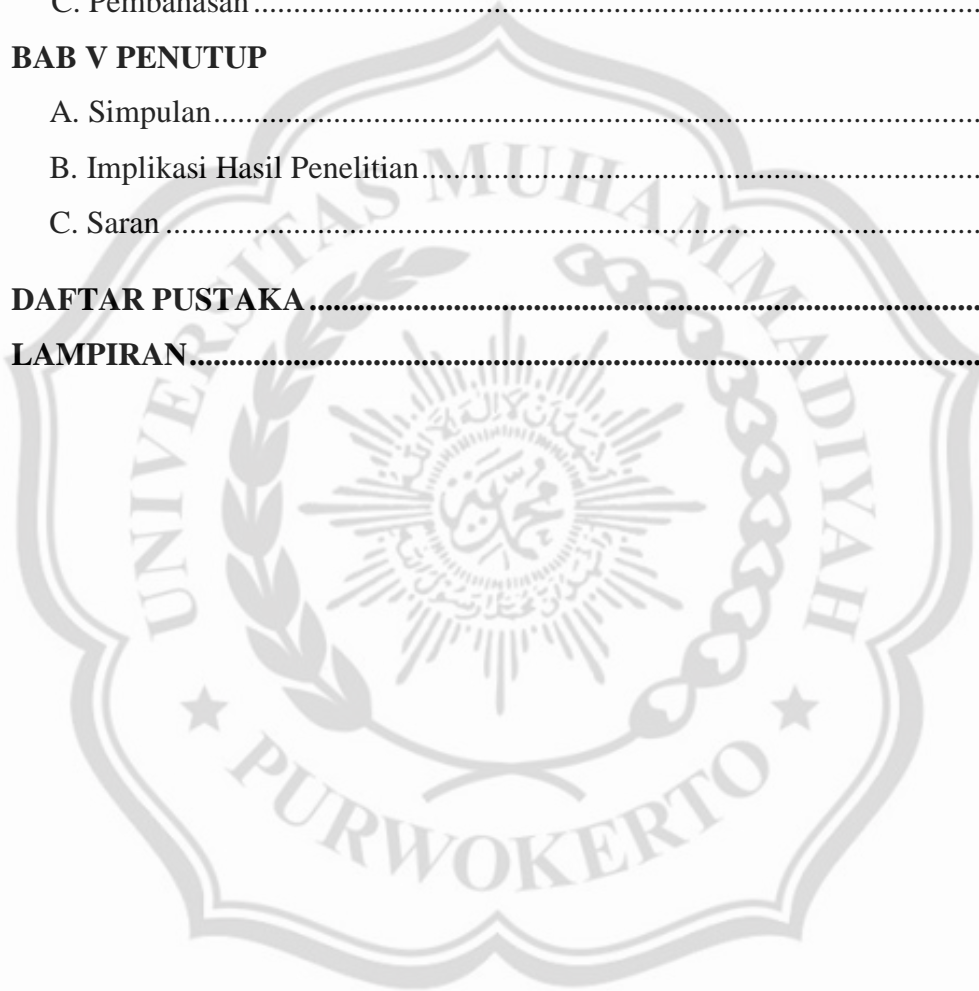 C. Pembahasan....................................................................................................
BAB V PENUTUP
A. Simpulan.........................................................................................................
B. Implikasi Hasil Penelitian..............................................................................
C. Saran ..............................................................................................................
DAFTAR PUSTAKA ..........................................................................................
LAMPIRAN.........................................................................................................
UNIVERSITAS MUHAMMADIYAH
PURWOKERTO